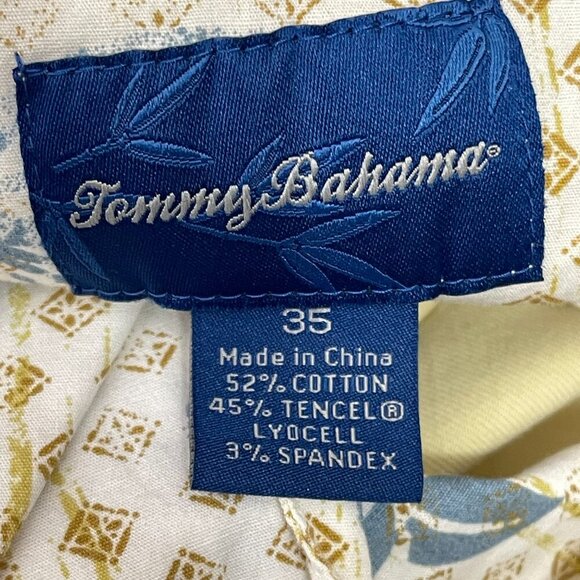 Tommy Bahama®
35
Made in China
52% COTTON
45% TENCEL®
LYOCELL
3% SPANDEX